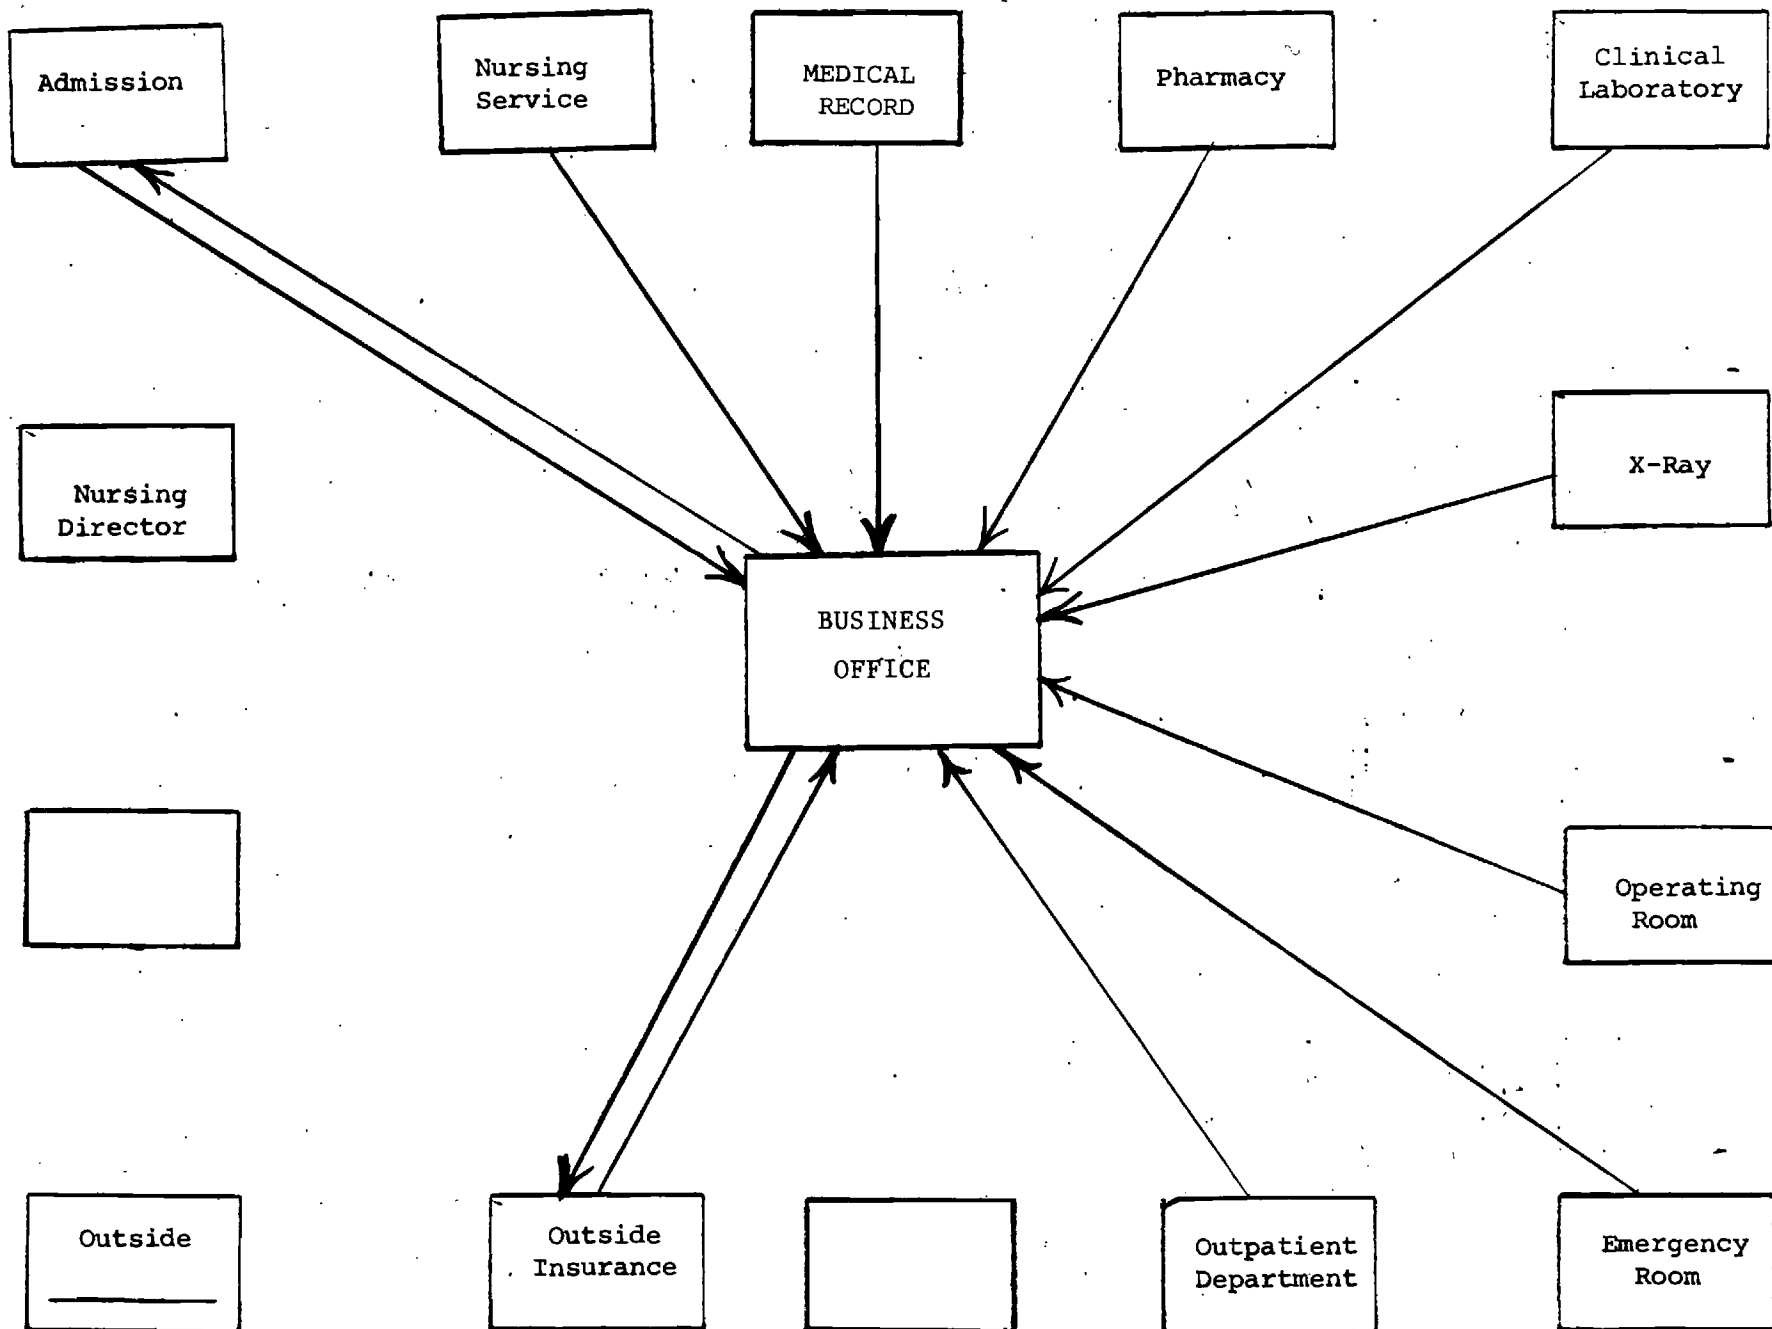 Admission
Nursing
Service
MEDICAL
RECORD
Pharmacy
Clinical
Laboratory
Nursing
Director
X-Ray
BUSINESS
OFFICE
Operating
Room
Outside
Outside
Insurance
Outpatient
Department
Emergency
Room